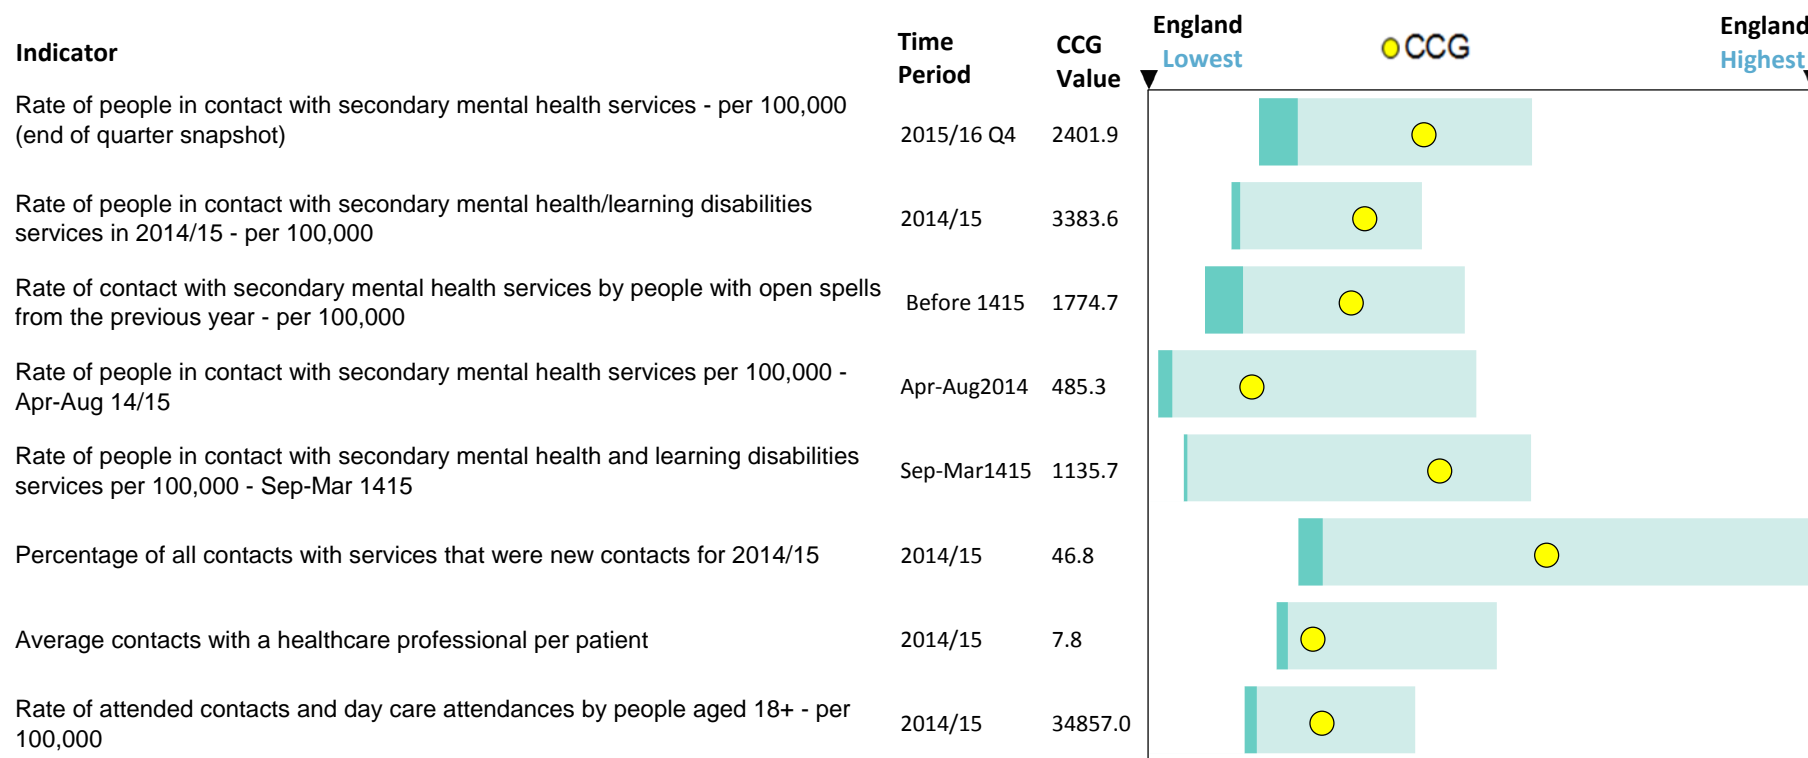 Indicator
Time
Period
CCG
Value
England
Lowest
CCG
England
Highest
Rate of people in contact with secondary mental health services - per 100,000
(end of quarter snapshot)
2015/16 Q4
2401.9
Rate of people in contact with secondary mental health/learning disabilities
services in 2014/15 - per 100,000
2014/15
3383.6
Rate of contact with secondary mental health services by people with open spells
from the previous year - per 100,000
Before 1415
1774.7
Rate of people in contact with secondary mental health services per 100,000 -
Apr-Aug 14/15
Apr-Aug2014
485.3
Rate of people in contact with secondary mental health and learning disabilities
services per 100,000 - Sep-Mar 1415
Sep-Mar1415
1135.7
Percentage of all contacts with services that were new contacts for 2014/15
2014/15
46.8
Average contacts with a healthcare professional per patient
2014/15
7.8
Rate of attended contacts and day care attendances by people aged 18+ - per
100,000
2014/15
34857.0